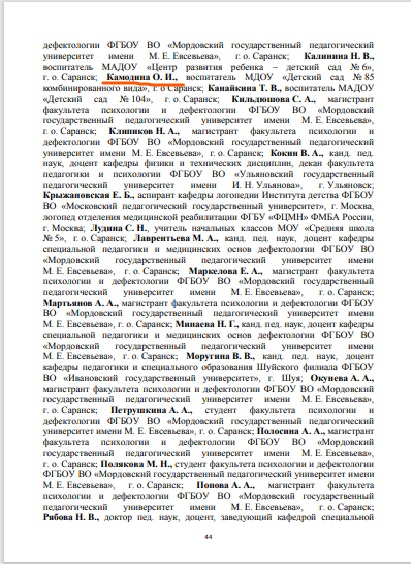 дефектологии ФГБОУ ВО «Мордовский государственный педагогический
университет имени М. Е. Евсевьева», г. о. Саранск; Калинина Н. В.,
воспитатель МАДОУ «Центр развития ребенка – детский сад № 6»,
г. о. Саранск; Камодина О. И., воспитатель МДОУ «Детский сад № 85
комбинированного вида», г. о Саранск; Канайкина Т. В., воспитатель МАДОУ
«Детский сад № 104», г. о. Саранск; Кильдюшова С. А., магистрант
факультета психологии и дефектологии ФГБОУ ВО «Мордовский
государственный педагогический университет имени М. Е. Евсевьева»,
г. о. Саранск; Клипиков Н. А., магистрант факультета психологии и
дефектологии ФГБОУ ВО «Мордовский государственный педагогический
университет имени М. Е. Евсевьева», г. о. Саранск; Кокин В. А., канд. пед.
наук, доцент кафедры физики и технических дисциплин, декан факультета
педагогики и психологии ФГБОУ ВО «Ульяновский государственный
педагогический университет имени И. Н. Ульянова», г. Ульяновск;
Крыжановская Е. Б., аспирант кафедры логопедии Института детства ФГБОУ
ВО «Московский педагогический государственный университет», г. Москва,
логопед отделения медицинской реабилитации ФГБУ «ФЦМН» ФМБА России,
г. Москва; Лудина С. Н., учитель начальных классов МОУ «Средняя школа
№ 5», г. о. Саранск; Лаврентьева М. А., канд. пед. наук, доцент кафедры
специальной педагогики и медицинских основ дефектологии ФГБОУ ВО
«Мордовский государственный педагогический университет имени
М. Е. Евсевьева», г. о. Саранск; Маркелова Е. А., магистрант факультета
психологии и дефектологии ФГБОУ ВО «Мордовский государственный
педагогический университет имени М. Е. Евсевьева», г. о. Саранск;
Мартьянов А. А., магистрант факультета психологии и дефектологии ФГБОУ
ВО «Мордовский государственный педагогический университет имени
М. Е. Евсевьева», г. о. Саранск; Минаева Н. Г., канд. пед. наук, доцент кафедры
специальной педагогики и медицинских основ дефектологии ФГБОУ ВО
«Мордовский государственный педагогический университет имени
М. Е. Евсевьева», г. о. Саранск; Моругина В. В., канд. пед. наук, доцент
кафедры педагогики и специального образования Шуйского филиала ФГБОУ
ВО «Ивановский государственный университет», г. Шуя; Окунева А. А.,
магистрант факультета психологии и дефектологии ФГБОУ ВО «Мордовский
государственный педагогический университет имени М. Е. Евсевьева»,
г. о. Саранск; Петрушкина А. А., студент факультета психологии и
дефектологии ФГБОУ ВО «Мордовский государственный педагогический
университет имени М. Е. Евсевьева», г. о. Саранск; Полосина А. А., магистрант
факультета психологии и дефектологии ФГБОУ ВО «Мордовский
государственный педагогический университет имени М. Е. Евсевьева»,
г. о. Саранск; Полякова М. Н., студент факультета психологии и дефектологии
ФГБОУ ВО «Мордовский государственный педагогический университет имени
М. Е. Евсевьева», г. о. Саранск; Попова А. А., магистрант факультета
психологии и дефектологии ФГБОУ ВО «Мордовский государственный
педагогический университет имени М. Е. Евсевьева», г. о. Саранск;
Рябова Н. В., доктор пед. наук, доцент, заведующий кафедрой специальной
44